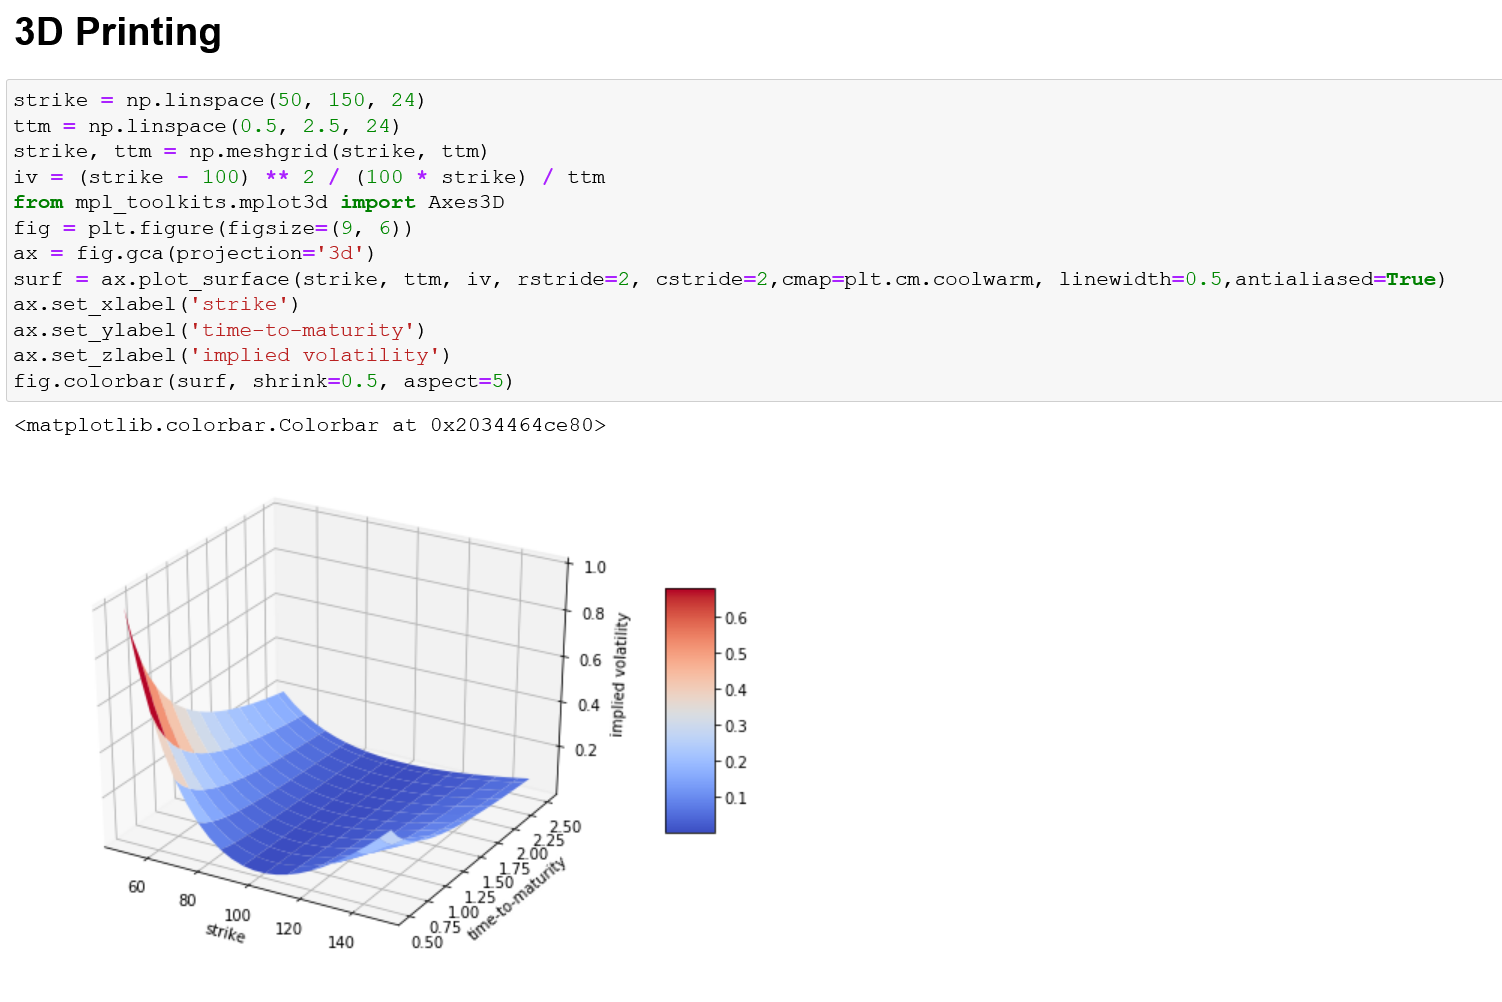 3D Printing
strike = np.linspace(50, 150, 24)
ttm = np.linspace(0.5, 2.5, 24)
strike, ttm = np.meshgrid(strike, ttm)
iv = (strike - 100) ** 2 / (100 * strike) / ttm
from mpl_toolkits.mplot3d import Axes3D
fig = plt.figure(figsize=(9, 6))
ax = fig.gca(projection='3d')
surf = ax.plot_surface(strike, ttm, iv, rstride=2, cstride=2,cmap=plt.cm.coolwarm, linewidth=0.5,antialiased=True)
ax.set_xlabel('strike')
ax.set_ylabel('time-to-maturity')
ax.set_zlabel('implied volatility')
fig.colorbar(surf, shrink=0.5, aspect=5)
<matplotlib.colorbar.Colorbar at 0x2034464ce80>
1.0
0.8
0.6
0.4
0.2
implied volatility
0.6
0.5
0.4
0.3
0.2
0.1
60
80
100
120
140
strike
0.50
0.75
1.00
1.25
1.50
1.75
2.00
2.25
2.50
time-to-maturity